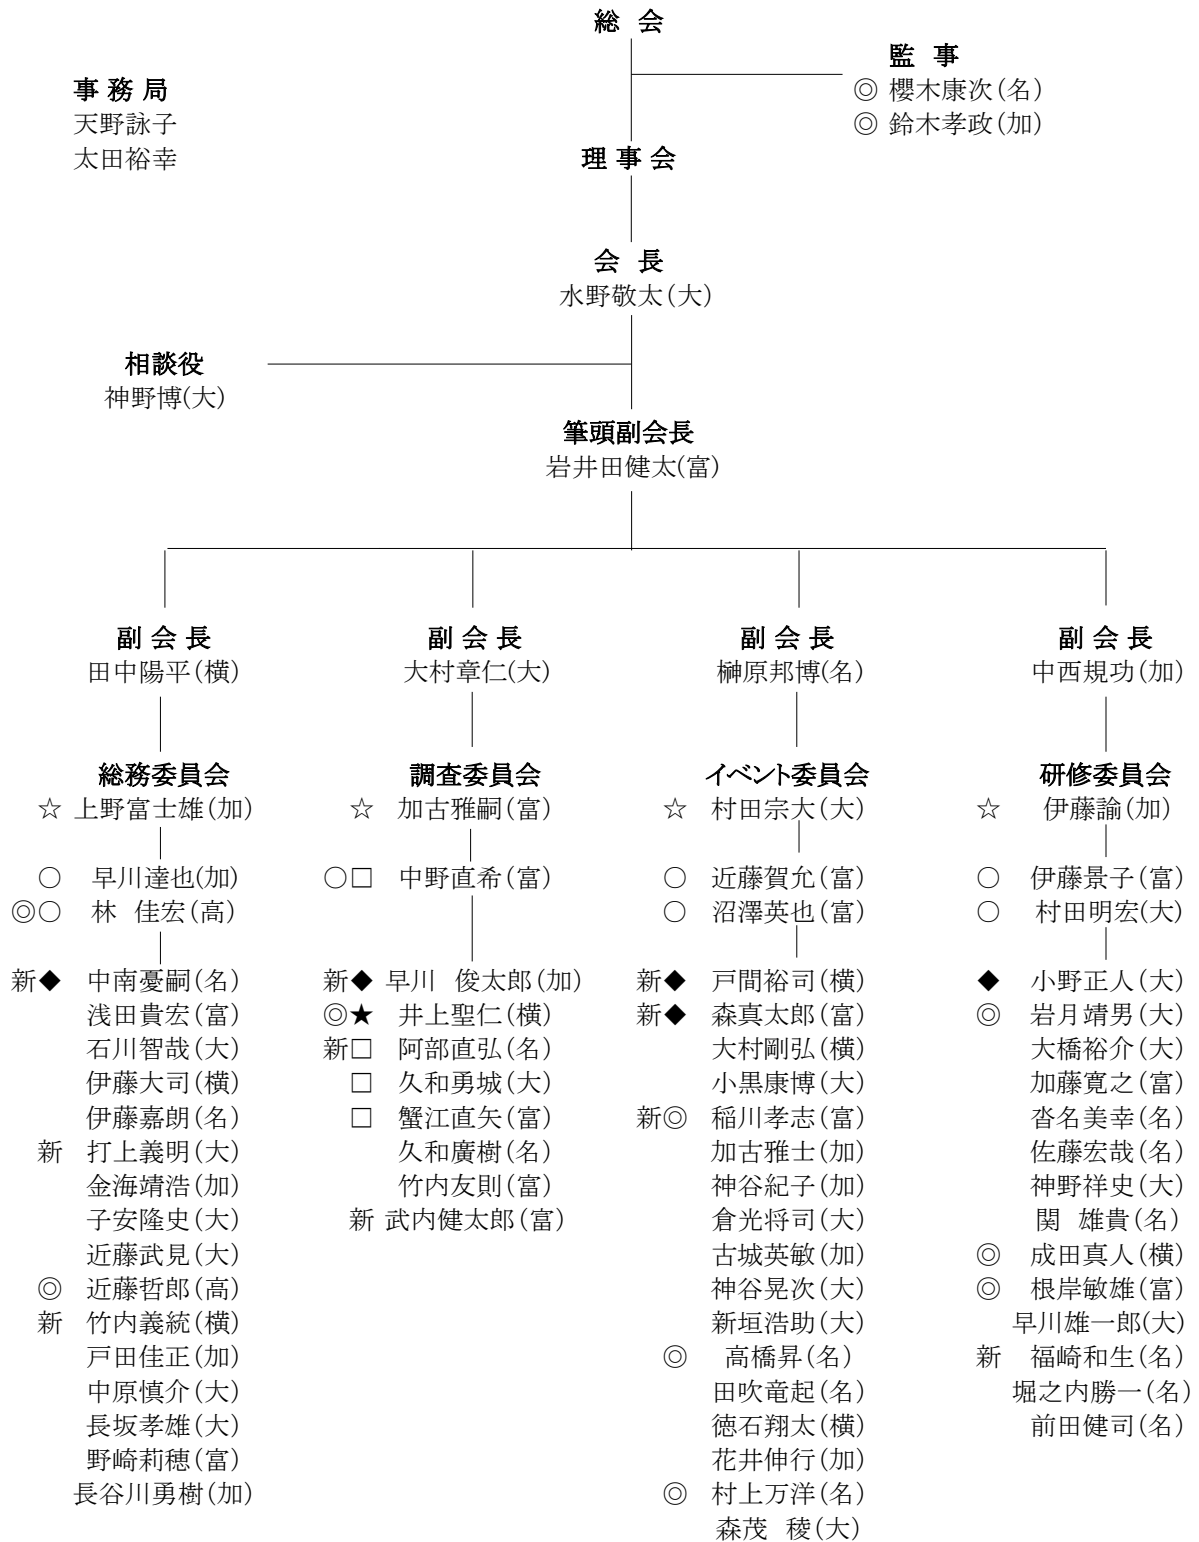 総 会
監 事
◎ 櫻木康次(名)
◎ 鈴木孝政(加)
事 務 局
天野詠子
太田裕幸
理 事 会
会 長
水野敬太(大)
相談役
神野博(大)
筆頭副会長
岩井田健太(富)
副 会 長
田中陽平(横)
総務委員会
☆ 上野富士雄(加)
○ 早川達也(加)
◎○ 林 佳宏(高)
新◆ 中南憂嗣(名)
浅田貴宏(富)
石川智哉(大)
伊藤大司(横)
伊藤嘉朗(名)
新 打上義明(大)
金海靖浩(加)
子安隆史(大)
近藤武見(大)
◎ 近藤哲郎(高)
新 竹内義統(横)
戸田佳正(加)
中原慎介(大)
長坂孝雄(大)
野崎莉穂(富)
長谷川勇樹(加)
副 会 長
大村章仁(大)
調査委員会
☆ 加古雅嗣(富)
○□ 中野直希(富)
新◆ 早川 俊太郎(加)
◎★ 井上聖仁(横)
新□ 阿部直弘(名)
□ 久和勇城(大)
□ 蟹江直矢(富)
久和廣樹(名)
竹内友則(富)
新 武内健太郎(富)
副 会 長
榊原邦博(名)
イベント委員会
☆ 村田宗大(大)
○ 近藤賀允(富)
○ 沼澤英也(富)
新◆ 戸間裕司(横)
新◆ 森真太郎(富)
大村剛弘(横)
小黒康博(大)
新◎ 稲川孝志(富)
加古雅士(加)
神谷紀子(加)
倉光将司(大)
古城英敏(加)
神谷晃次(大)
新垣浩助(大)
◎ 高橋昇(名)
田吹竜起(名)
徳石翔太(横)
花井伸行(加)
◎ 村上万洋(名)
森茂 稜(大)
副 会 長
中西規功(加)
研修委員会
☆ 伊藤諭(加)
○ 伊藤景子(富)
○ 村田明宏(大)
◆ 小野正人(大)
◎ 岩月靖男(大)
大橋裕介(大)
加藤寛之(富)
沓名美幸(名)
佐藤宏哉(名)
神野祥史(大)
関 雄貴(名)
◎ 成田真人(横)
◎ 根岸敏雄(富)
早川雄一郎(大)
新 福崎和生(名)
堀之内勝一(名)
前田健司(名)